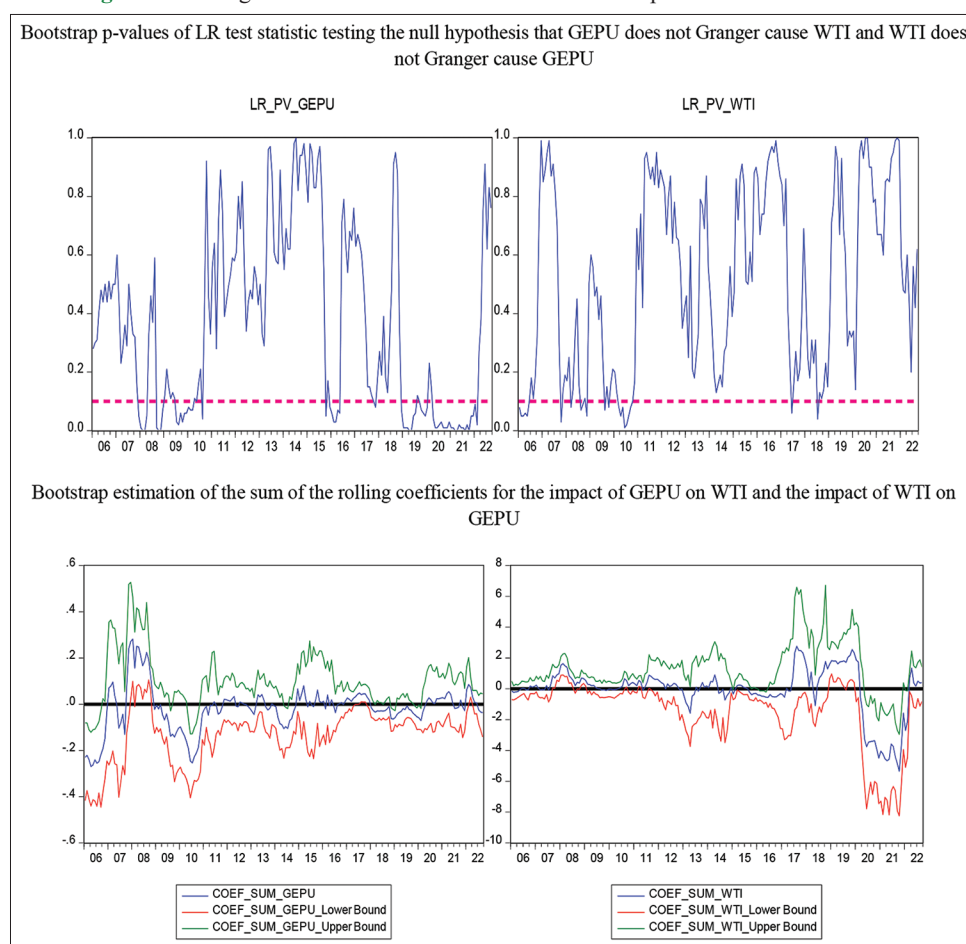 Bootstrap p-values of LR test statistic testing the null hypothesis that GEPU does not Granger cause WTI and WTI does
not Granger cause GEPU
LR_PV_GEPU
LR_PV_WTI
1.0
0.8
0.6
0.4
0.2
0.0
06 07 08 09 10 11 12 13 14 15 16 17 18 19 20 21 22
1.0
0.8
0.6
0.4
0.2
0.0
06 07 08 09 10 11 12 13 14 15 16 17 18 19 20 21 22
Bootstrap estimation of the sum of the rolling coefficients for the impact of GEPU on WTI and the impact of WTI on
GEPU
.6
.4
.2
.0
-.2
-.4
-.6
06 07 08 09 10 11 12 13 14 15 16 17 18 19 20 21 22
8
6
4
2
0
-2
-4
-6
-8
-10
06 07 08 09 10 11 12 13 14 15 16 17 18 19 20 21 22
COEF_SUM_GEPU
COEF_SUM_GEPU_Lower Bound
COEF_SUM_GEPU_Upper Bound
COEF_SUM_WTI
COEF_SUM_WTI_Lower Bound
COEF_SUM_WTI_Upper Bound